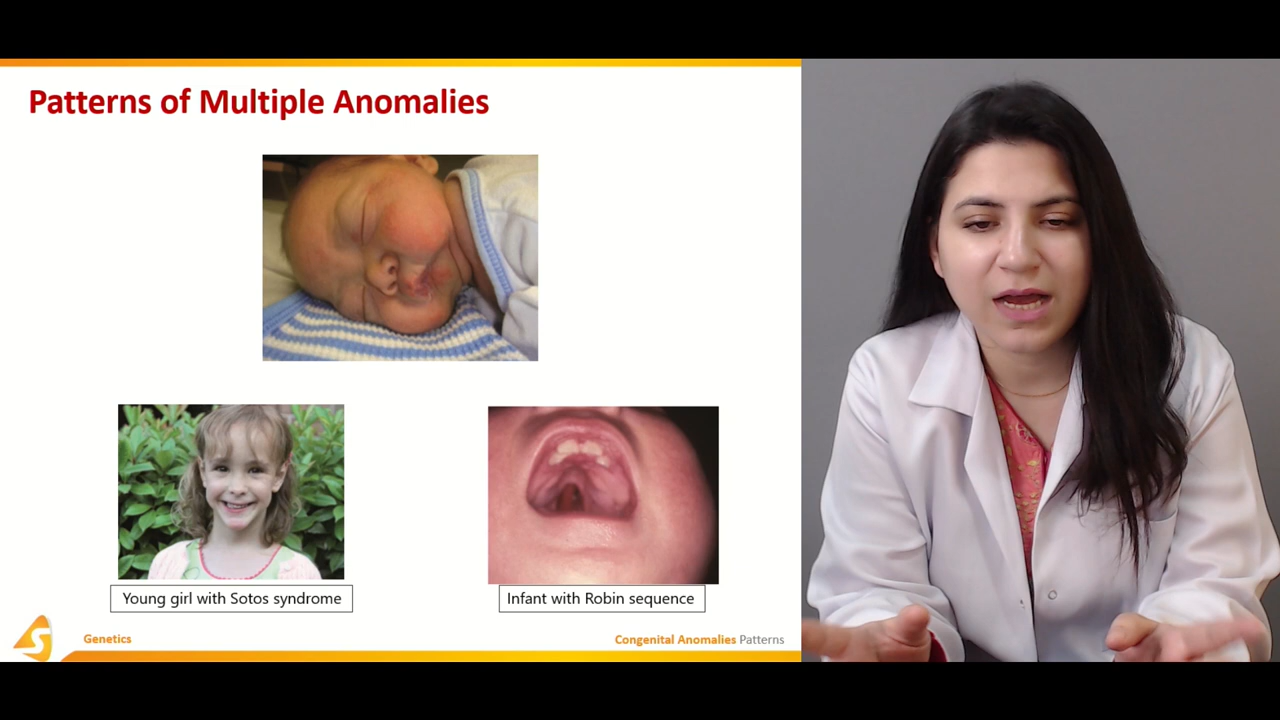 Patterns of Multiple Anomalies
Young girl with Sotos syndrome
Infant with Robin sequence
Genetics
Congenital Anomalies Patterns